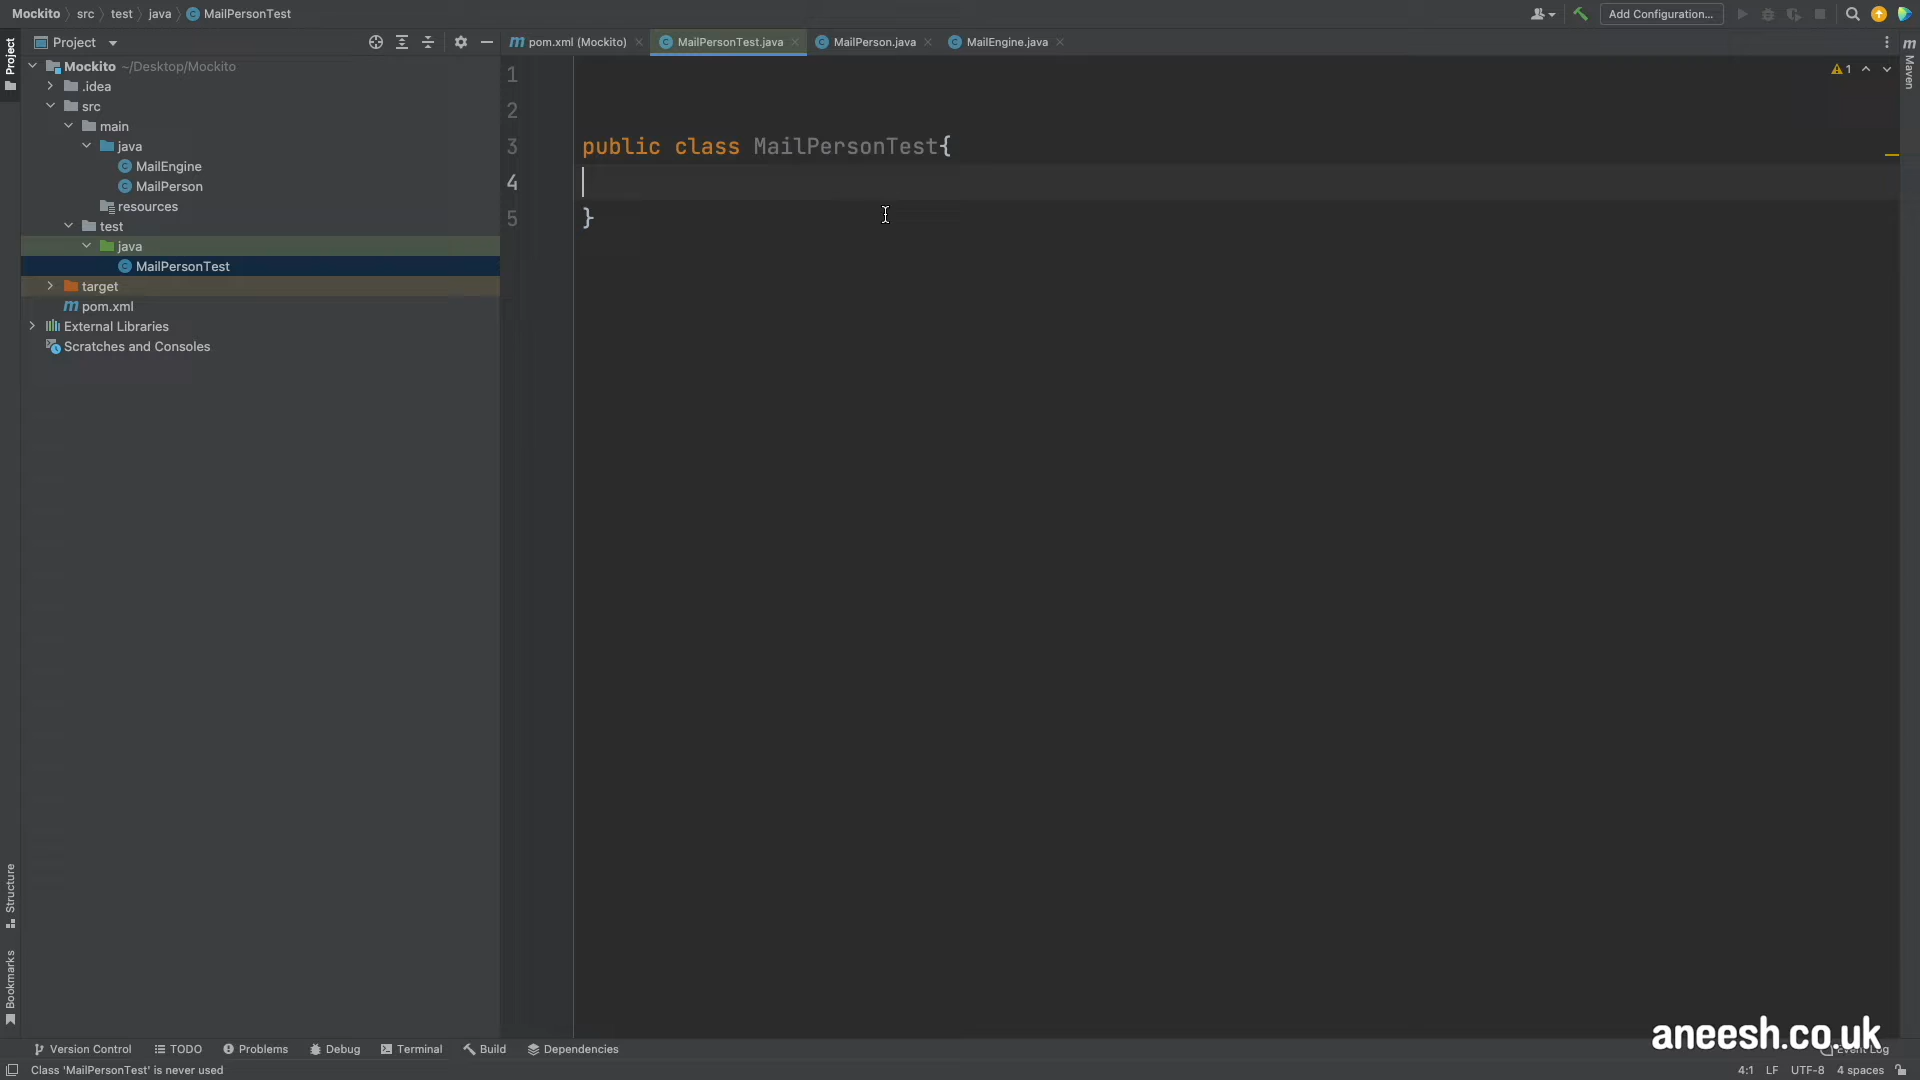 Mockito src test java MailPersonTest
Add Configuration...
Project
pom.xml (Mockito)
MailPersonTest.java
MailPerson.java
MailEngine.java
Project
Maven
Mockito ~/Desktop/Mockito
.idea
src
main
java
MailEngine
MailPerson
resources
test
java
MailPersonTest
target
pom.xml
External Libraries
Scratches and Consoles
1
2
3 public class MailPersonTest{
4
5 }
1
Structure
Bookmarks
aneesh.co.uk
Version Control TODO Problems Debug Terminal Build Dependencies Event Log
Class 'MailPersonTest' is never used
4:1 LF UTF-8 4 spaces